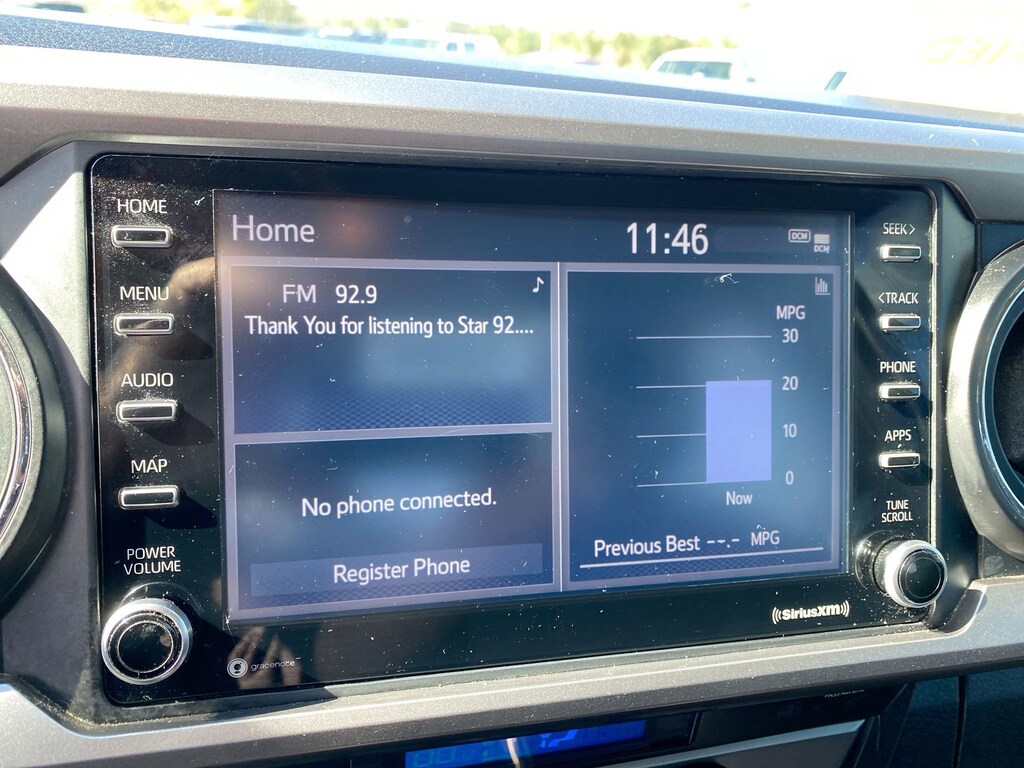 HOME
MENU
AUDIO
MAP
POWER
VOLUME
Home
11:46
DCM
DCM
FM 92.9
Thank You for listening to Star 92....
No phone connected.
Register Phone
MPG
30
20
10
0
Now
Previous Best --.- MPG
SEEK>
<TRACK
PHONE
APPS
TUNE
SCROLL
gracenote
((SiriusXM))